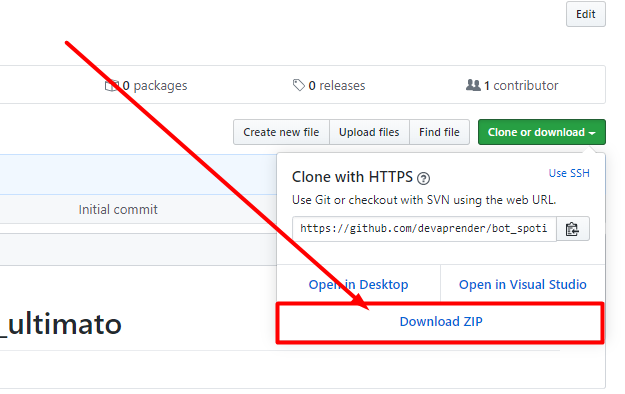 Edit
0 packages
0 releases
1 contributor
Create new file
Upload files
Find file
Clone or download
Clone with HTTPS
Use SSH
Use Git or checkout with SVN using the web URL.
Initial commit
https://github.com/devaprender/bot_spoti
Open in Desktop
Open in Visual Studio
Download ZIP
_ultimato